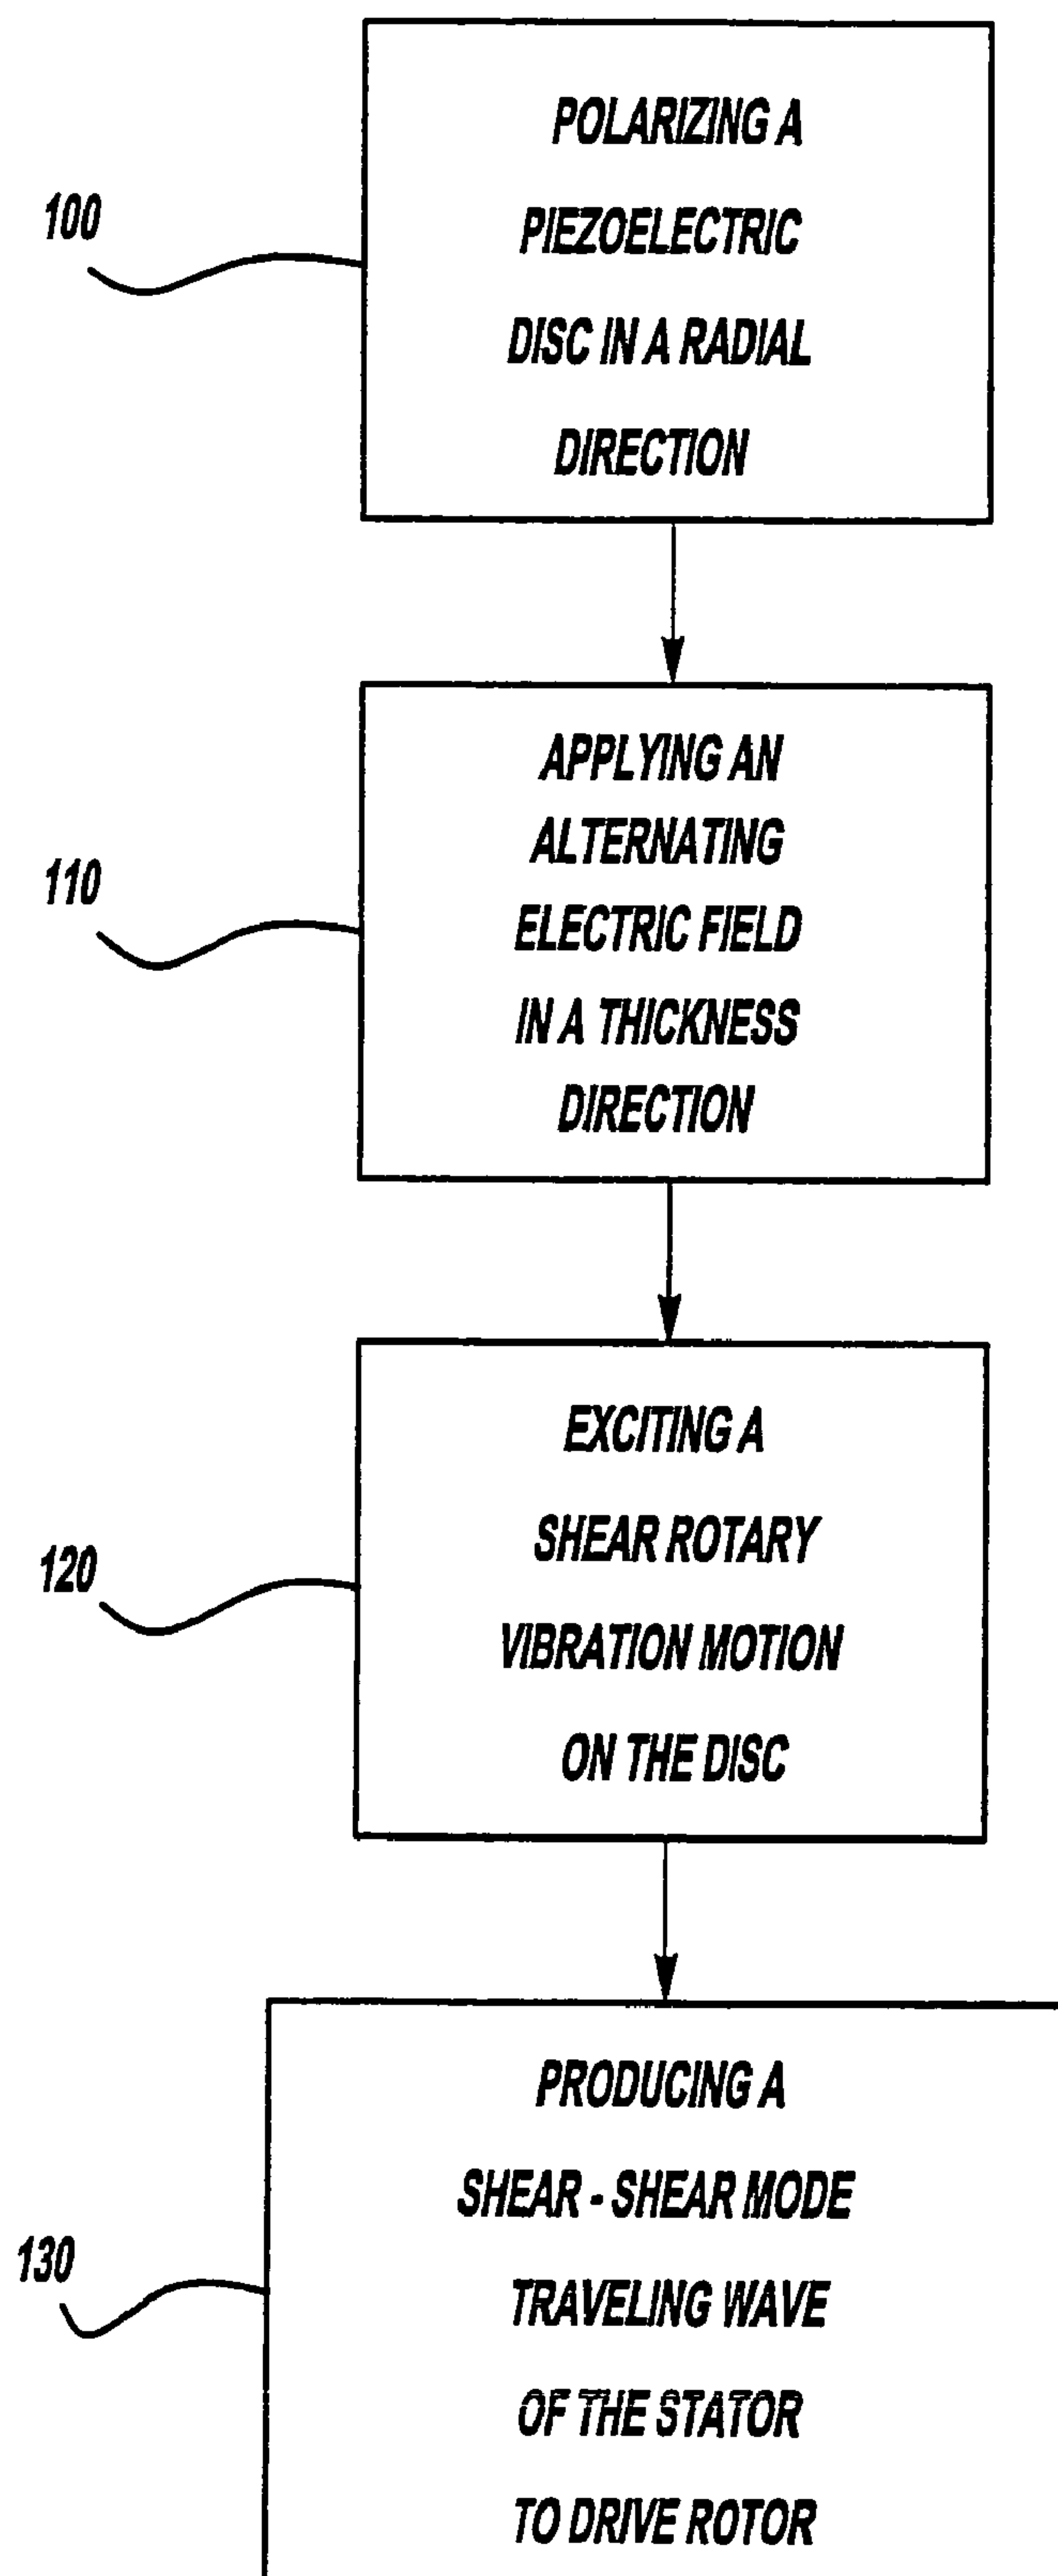 POLARIZING A
PIEZOELECTRIC
DISC IN A RADIAL
DIRECTION
100
APPLYING AN
ALTERNATING
ELECTRIC FIELD
IN A THICKNESS
DIRECTION
110
EXCITING A
SHEAR ROTARY
VIBRATION MOTION
ON THE DISC
120
PRODUCING A
SHEAR - SHEAR MODE
TRAVELING WAVE
OF THE STATOR
TO DRIVE ROTOR
130